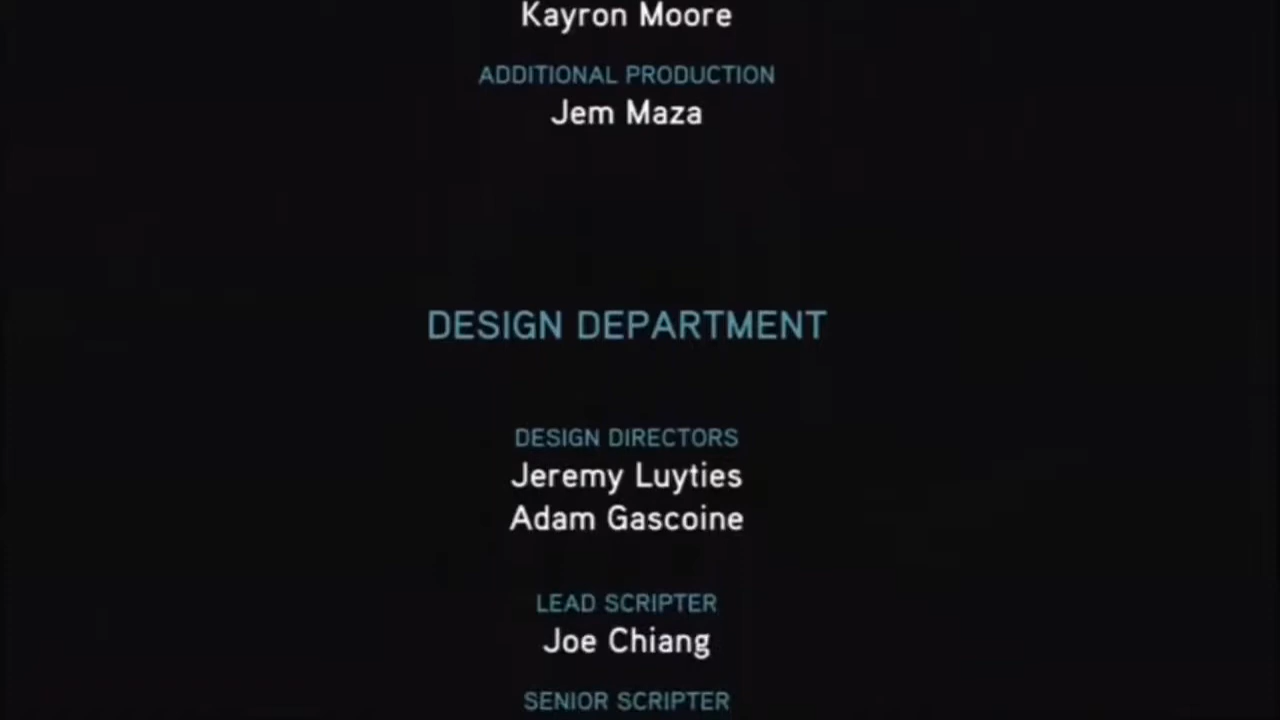 Kayron Moore
ADDITIONAL PRODUCTION
Jem Maza
DESIGN DEPARTMENT
DESIGN DIRECTORS
Jeremy Luyties
Adam Gascoine
LEAD SCRIPTER
Joe Chiang
SENIOR SCRIPTER